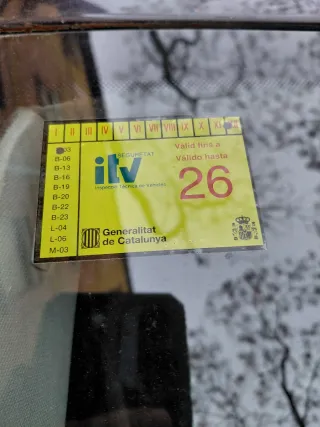 I II III IV V VI VII VIII IX X XI
B-06
B-13
B-16
B-19
B-20
B-22
B-23
L-04
L-06
M-03
SEGURETAT
itv
Vàlid fins a
Válido hasta
26
Generalitat
de Catalunya